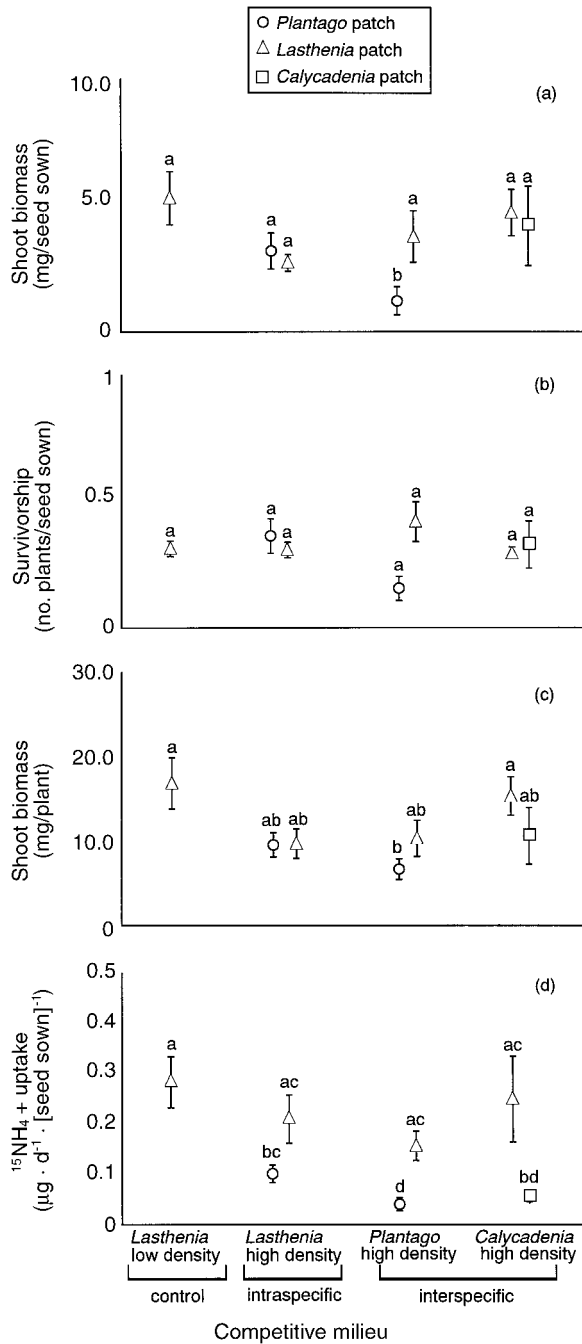 Plantago patch
Lasthenia patch
Calycadenia patch
(a)
10.0
5.0
0
Shoot biomass
(mg/seed sown)
a
a
a
b
a
a
a
(b)
1
0.5
0
Survivorship
(no. plants/seed sown)
a
a
a
a
a
a
a
(c)
30.0
20.0
10.0
0
Shoot biomass
(mg/plant)
a
ab
ab
b
ab
a
ab
(d)
0.5
0.4
0.3
0.2
0.1
0
15NH4 + uptake
(µg · d-1 · [seed sown]-1)
a
bc
ac
d
ac
ac
bd
Lasthenia
low density
Lasthenia
high density
Plantago
high density
Calycadenia
high density
control
intraspecific
interspecific
Competitive milieu